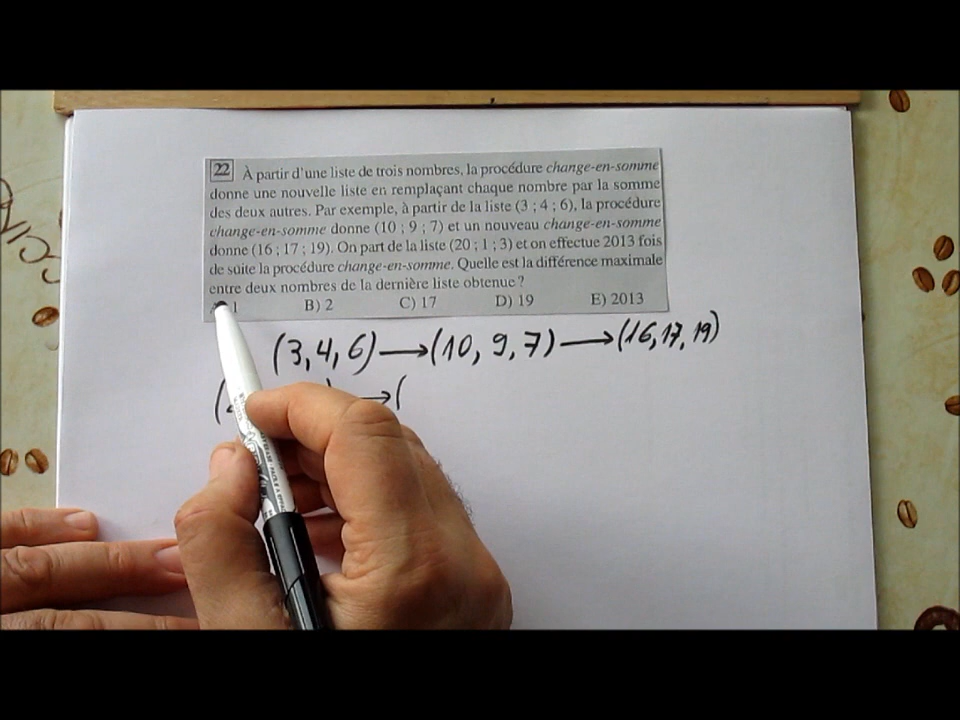 22 À partir d'une liste de trois nombres, la procédure change-en-somme
donne une nouvelle liste en remplaçant chaque nombre par la somme
des deux autres. Par exemple, à partir de la liste (3 ; 4 ; 6), la procédure
change-en-somme donne (10 ; 9 ; 7) et un nouveau change-en-somme
donne (16 ; 17 ; 19). On part de la liste (20 ; 1 ; 3) et on effectue 2013 fois
de suite la procédure change-en-somme. Quelle est la différence maximale
entre deux nombres de la dernière liste obtenue ?
1 B) 2 C) 17 D) 19 E) 2013
(3, 4, 6) → (10, 9, 7) → (16, 17, 19)
( ) → (